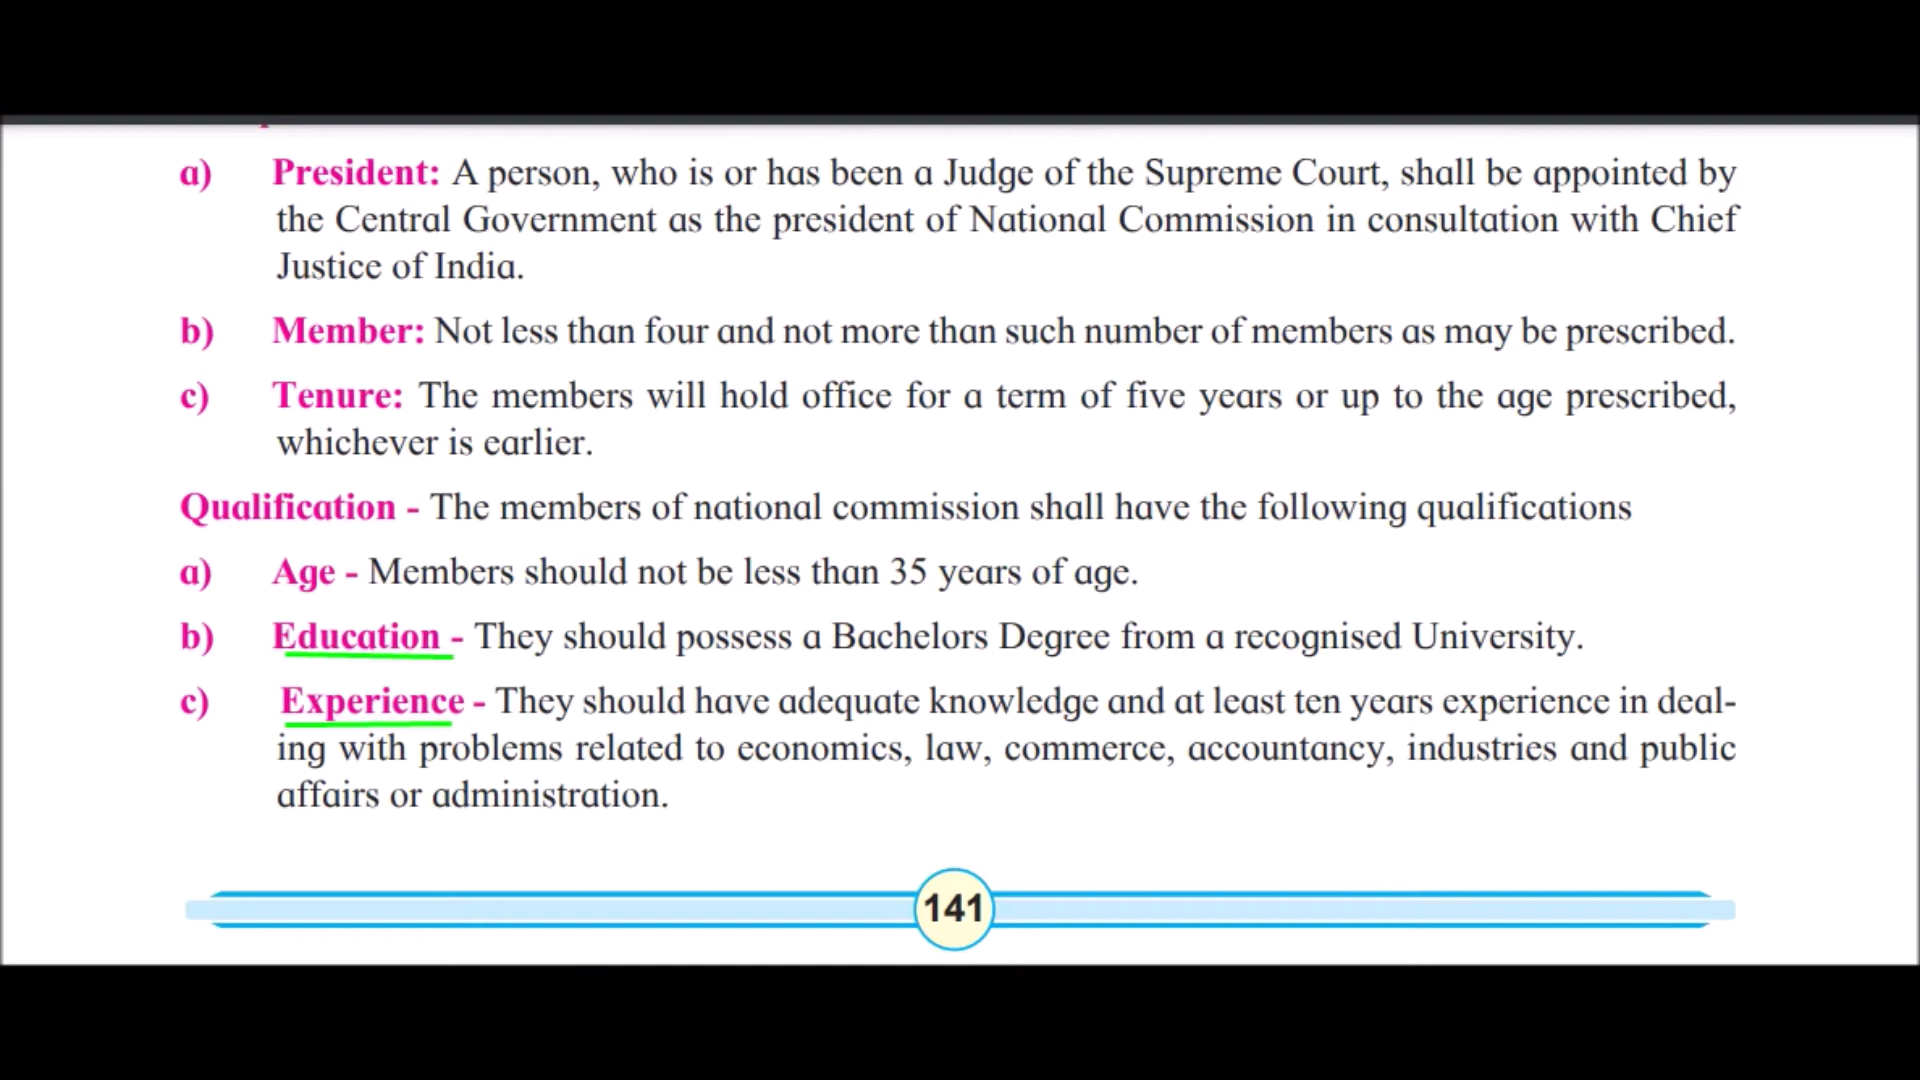 a) President: A person, who is or has been a Judge of the Supreme Court, shall be appointed by
the Central Government as the president of National Commission in consultation with Chief
Justice of India.
b) Member: Not less than four and not more than such number of members as may be prescribed.
c) Tenure: The members will hold office for a term of five years or up to the age prescribed,
whichever is earlier.
Qualification - The members of national commission shall have the following qualifications
a) Age - Members should not be less than 35 years of age.
b) Education - They should possess a Bachelors Degree from a recognised University.
c) Experience - They should have adequate knowledge and at least ten years experience in deal-
ing with problems related to economics, law, commerce, accountancy, industries and public
affairs or administration.
141